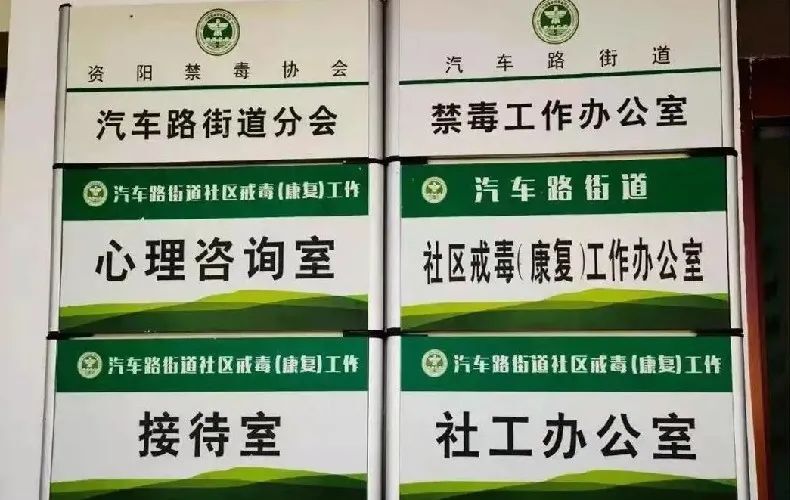 资阳禁毒协会
汽车路街道分会
汽车路街道
禁毒工作办公室
汽车路街道社区戒毒(康复)工作
心理咨询室
汽车路街道
社区戒毒(康复)工作办公室
汽车路街道社区戒毒(康复)工作
接待室
汽车路街道社区戒毒(康复)工作
社工办公室